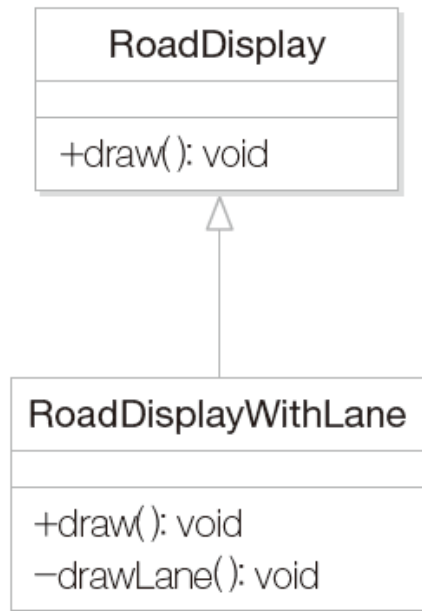 RoadDisplay
+draw(): void
RoadDisplayWithLane
+draw(): void
−drawLane(): void